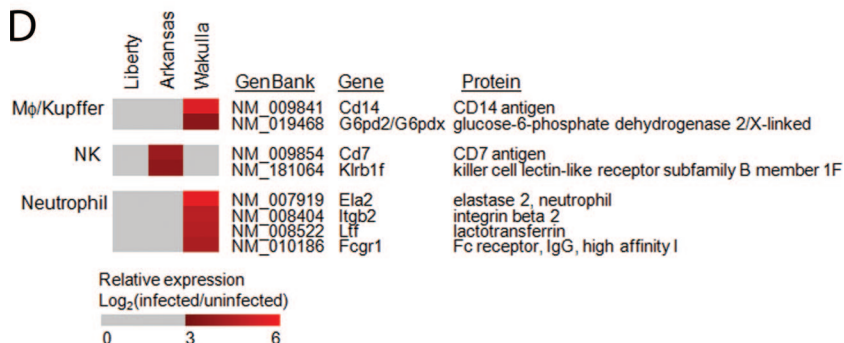 D
Liberty Arkansas Wakulla
GenBank Gene Protein
Mϕ/Kupffer NM_009841 Cd14 CD14 antigen
NM_019468 G6pd2/G6pdx glucose-6-phosphate dehydrogenase 2/X-linked
NK NM_009854 Cd7 CD7 antigen
NM_181064 Klrb1f killer cell lectin-like receptor subfamily B member 1F
Neutrophil NM_007919 Ela2 elastase 2, neutrophil
NM_008404 Itgb2 integrin beta 2
NM_008522 Ltf lactotransferrin
NM_010186 Fcgr1 Fc receptor, IgG, high affinity I
Relative expression
Log₂(infected/uninfected)
0 3 6